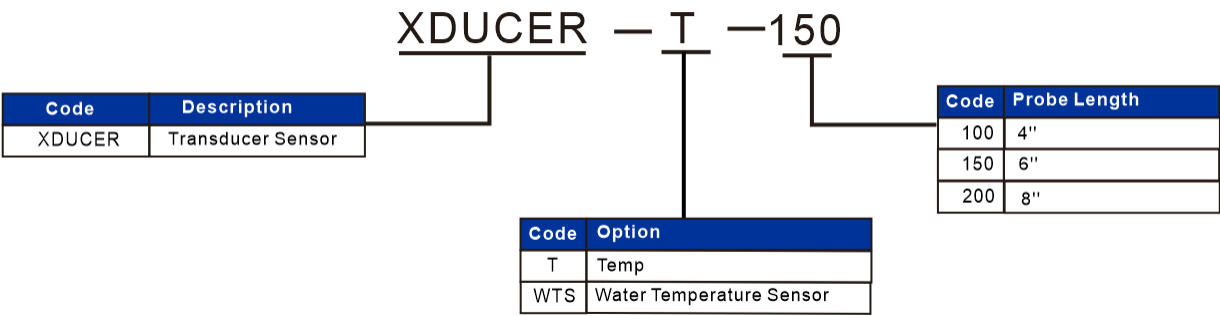 XDUCER — T — 150
Code Description
XDUCER Transducer Sensor
Code Probe Length
100 4''
150 6''
200 8''
Code Option
T Temp
WTS Water Temperature Sensor